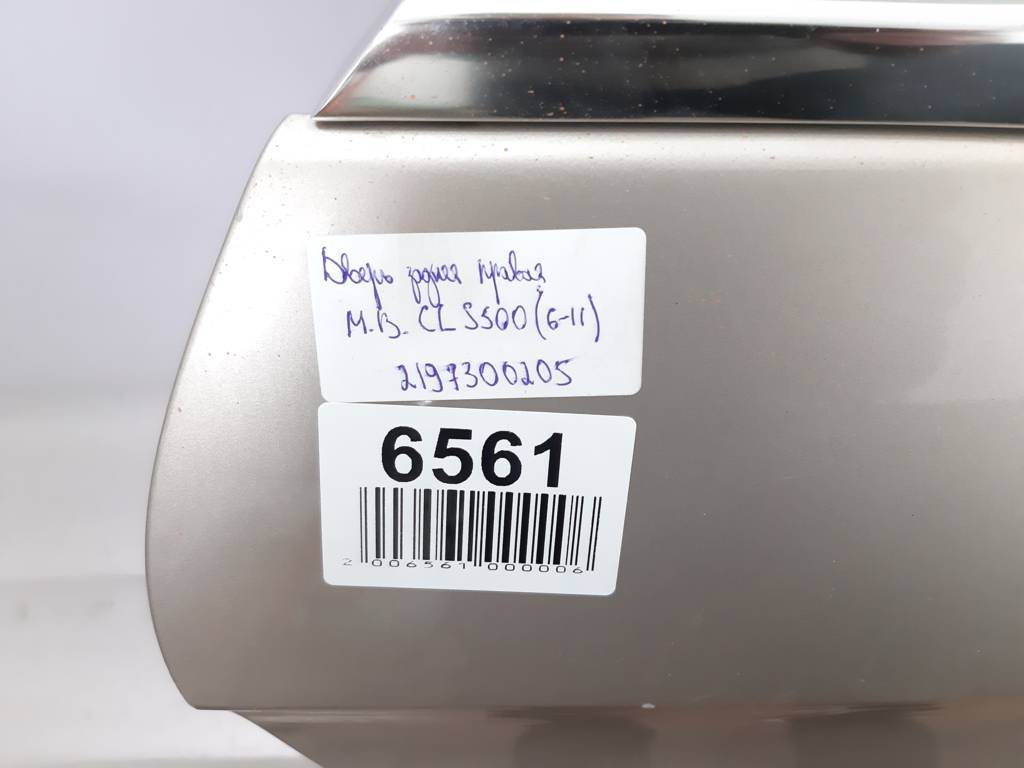 Дверь задняя правая
М.В. CLS500 (6-11)
2197300205
6561
2 006561 000006